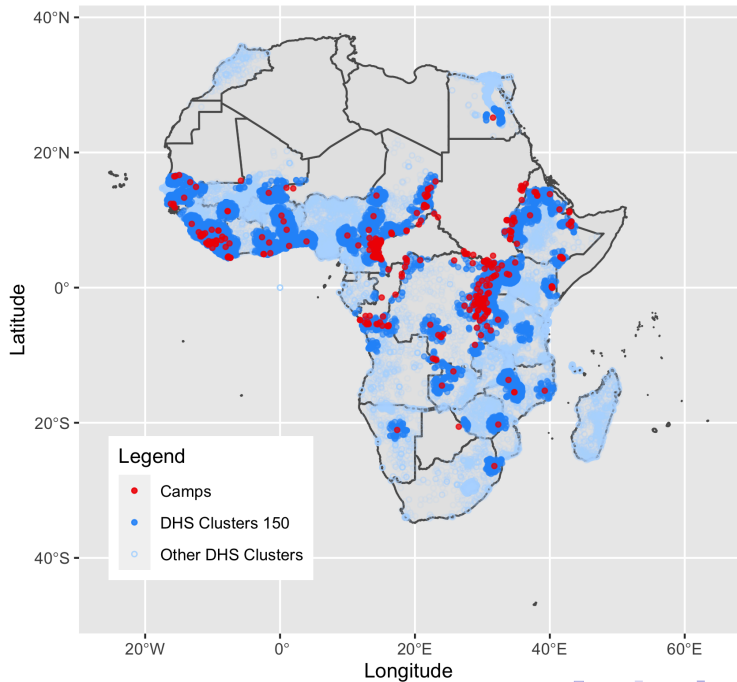 40°N
20°N
0°
20°S
40°S
Latitude
Legend
Camps
DHS Clusters 150
Other DHS Clusters
20°W 0° 20°E 40°E 60°E
Longitude